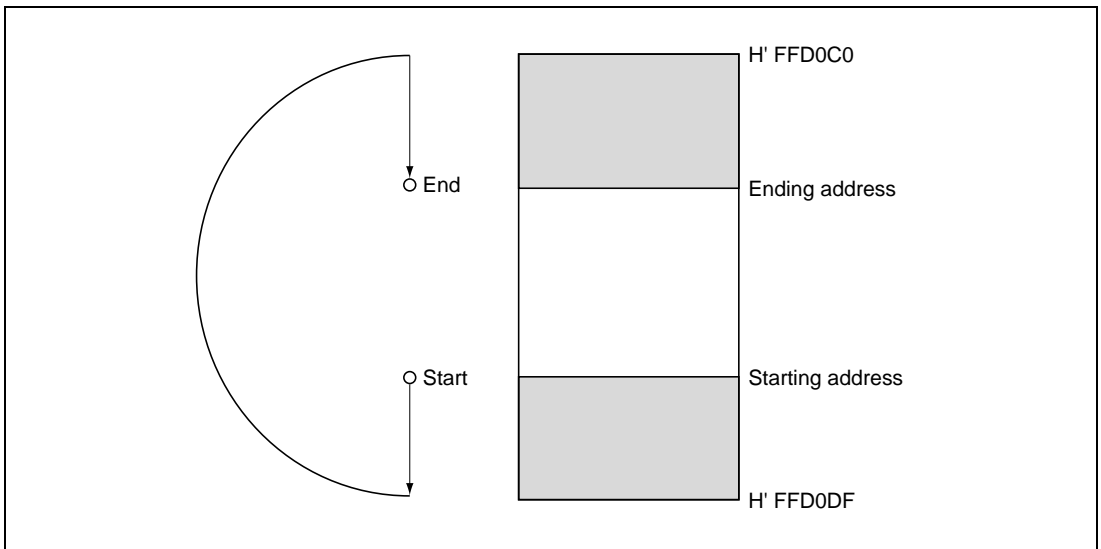 H' FFD0C0
End
Ending address
Start
Starting address
H' FFD0DF